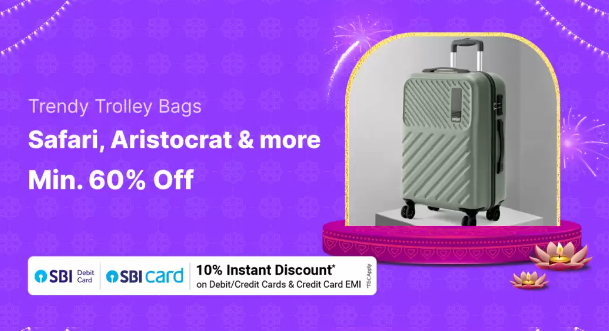 Trendy Trolley Bags
Safari, Aristocrat & more
Min. 60% Off
SBI Debit Card
SBI card
10% Instant Discount*
on Debit/Credit Cards & Credit Card EMI
*T&C Apply